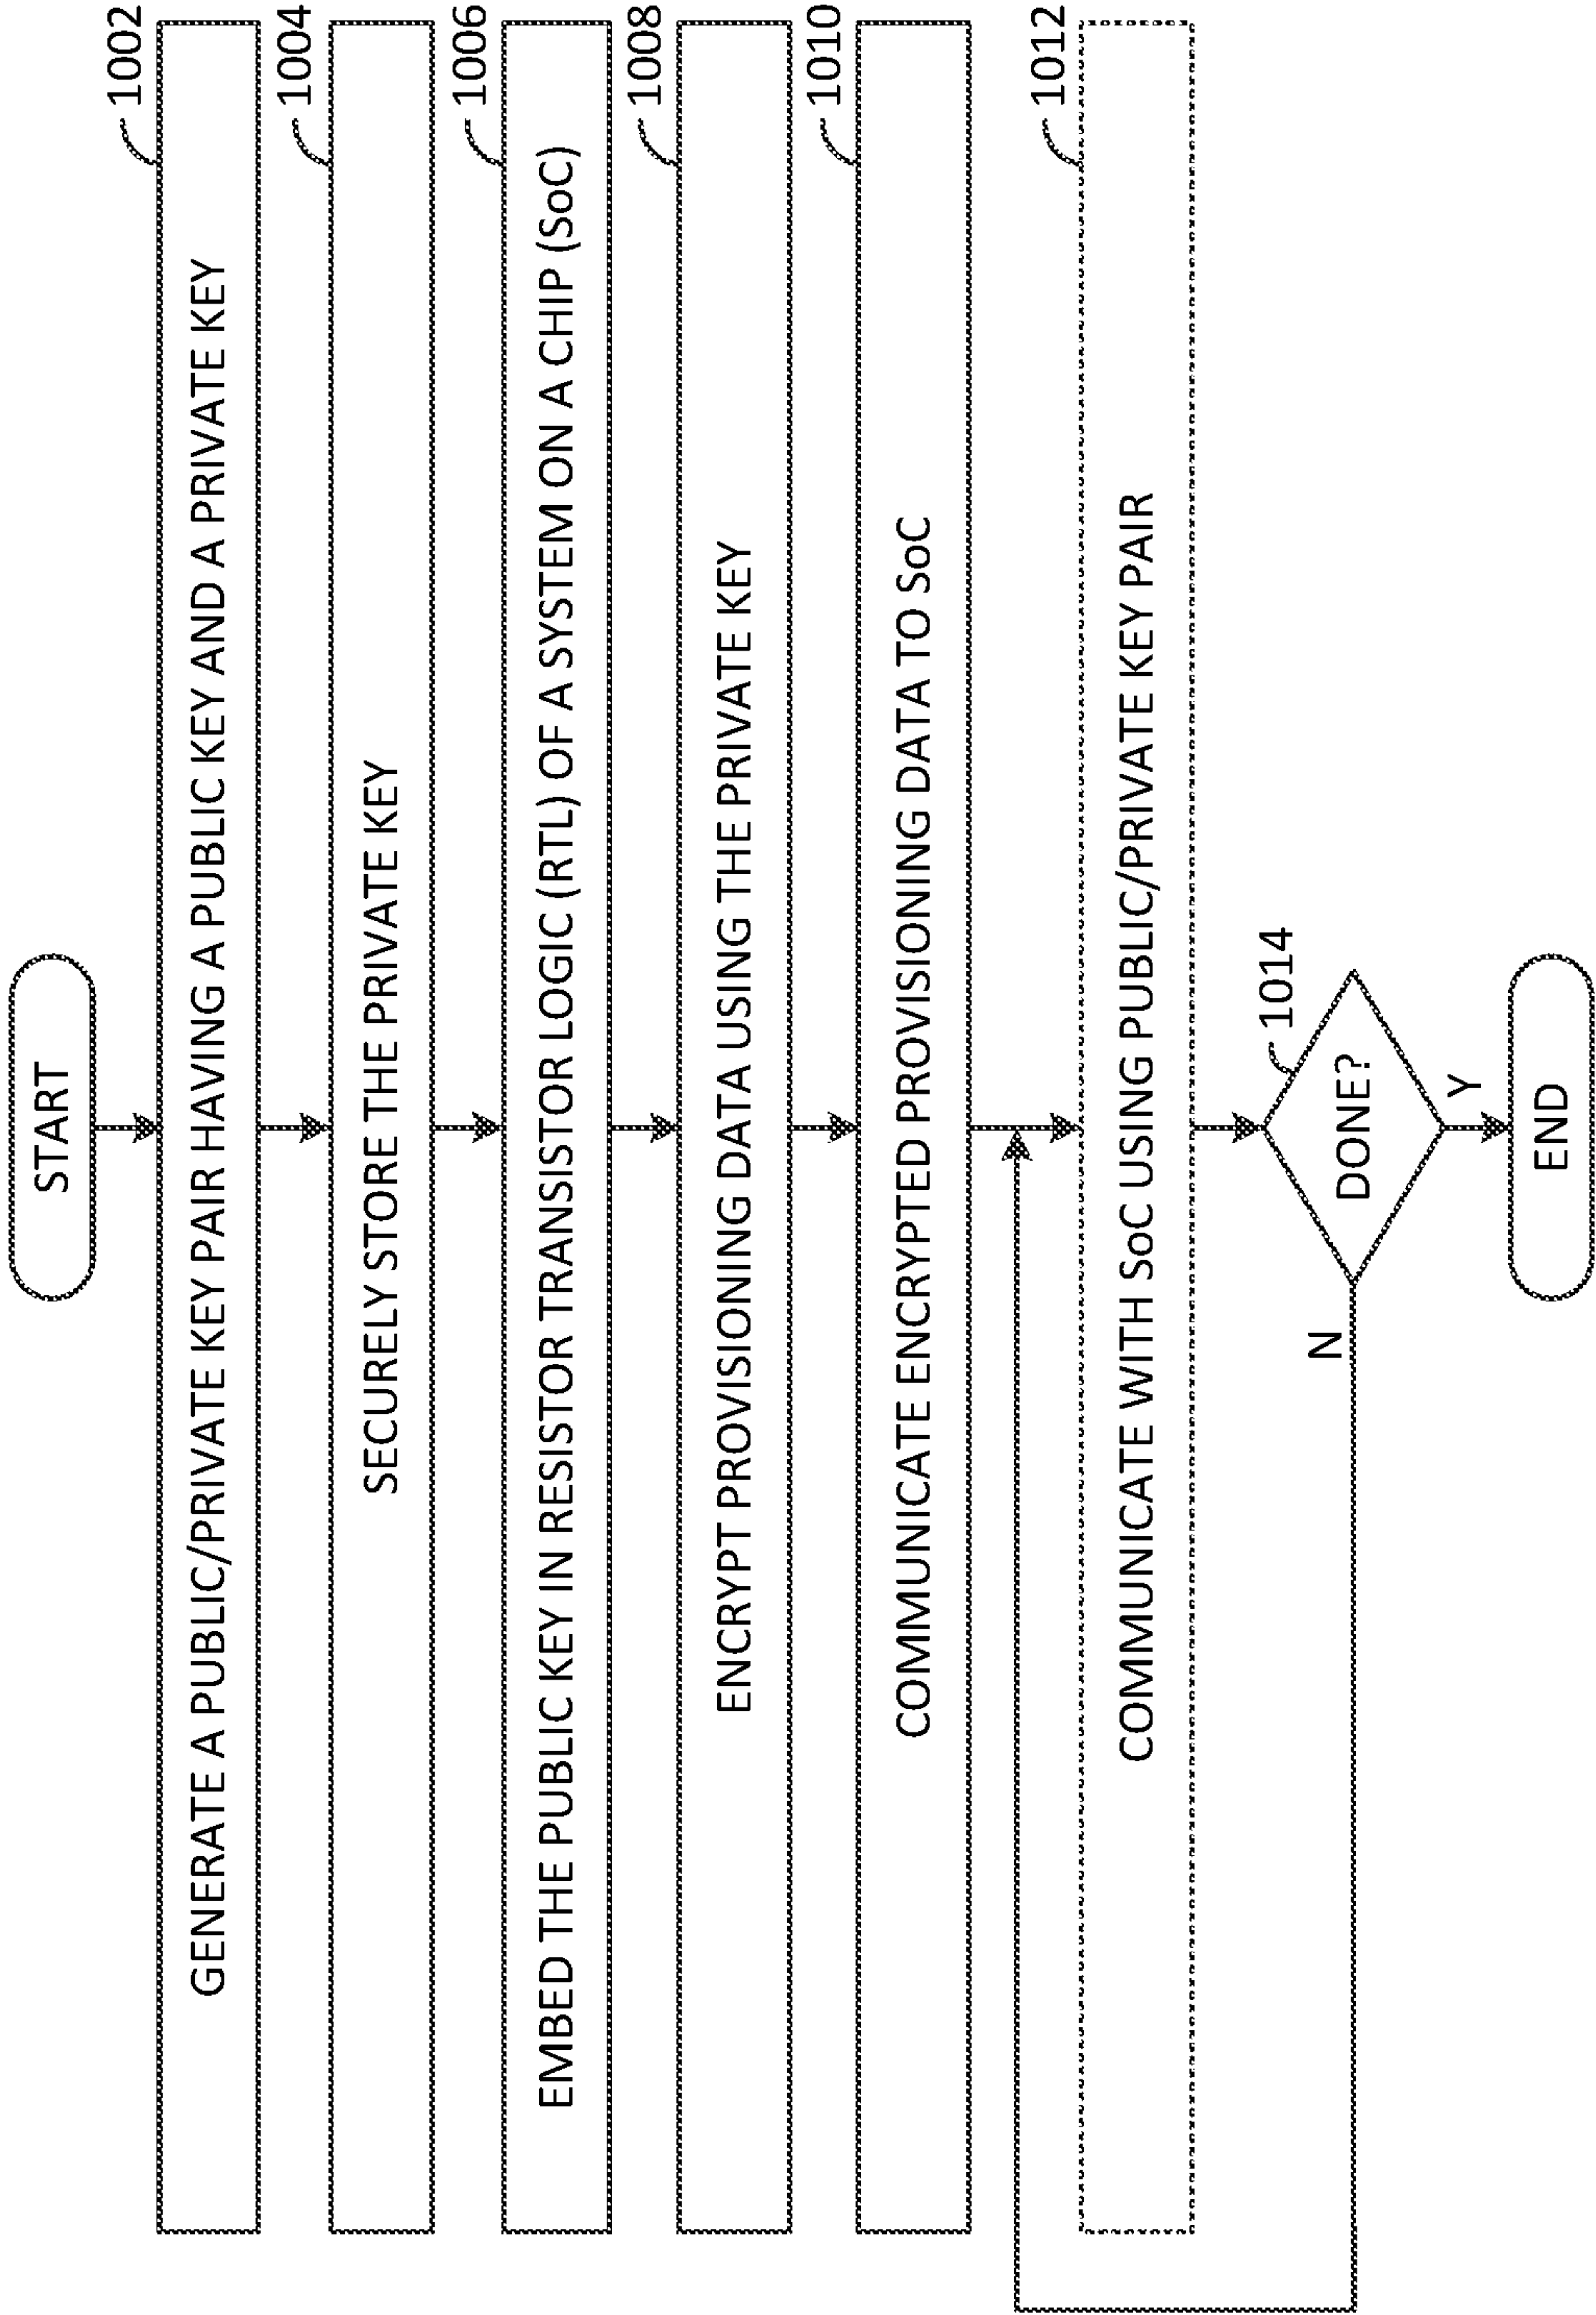 START
1002
GENERATE A PUBLIC/PRIVATE KEY PAIR HAVING A PUBLIC KEY AND A PRIVATE KEY
1004
SECURELY STORE THE PRIVATE KEY
1006
EMBED THE PUBLIC KEY IN RESISTOR TRANSISTOR LOGIC (RTL) OF A SYSTEM ON A CHIP (SoC)
1008
ENCRYPT PROVISIONING DATA USING THE PRIVATE KEY
1010
COMMUNICATE ENCRYPTED PROVISIONING DATA TO SoC
1012
COMMUNICATE WITH SoC USING PUBLIC/PRIVATE KEY PAIR
1014
DONE?
N
Y
END